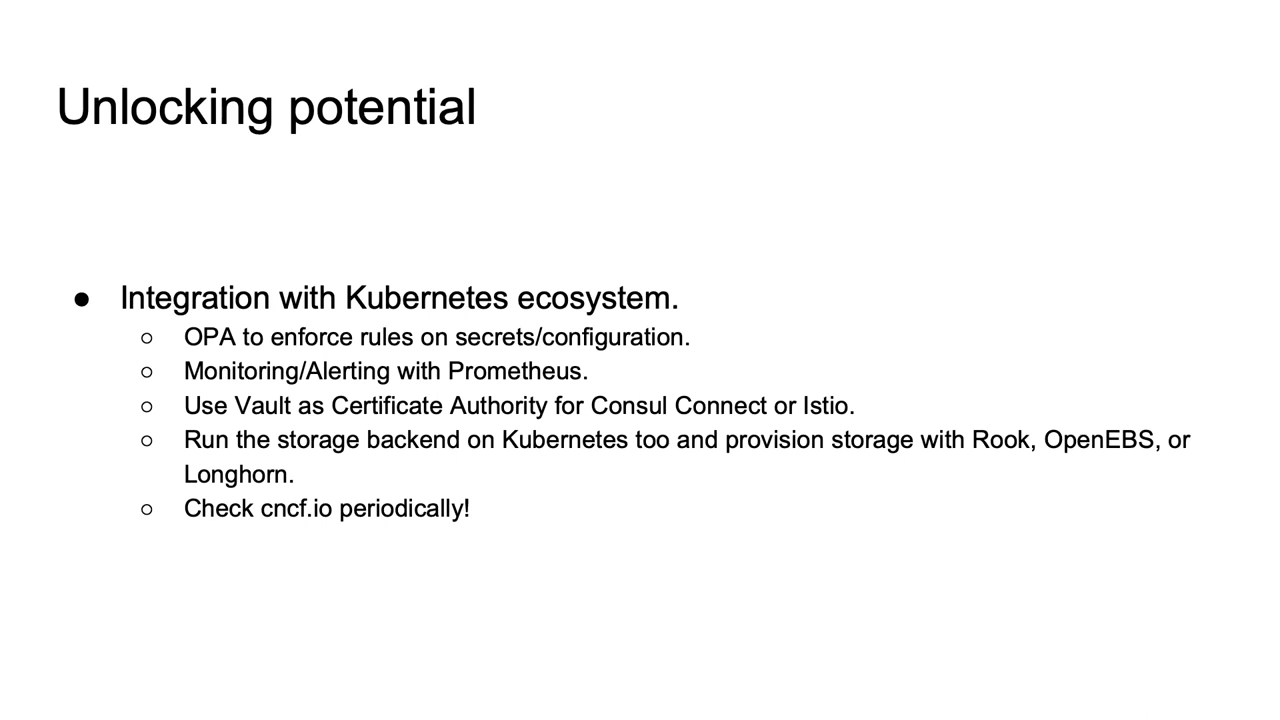 Unlocking potential
● Integration with Kubernetes ecosystem.
○ OPA to enforce rules on secrets/configuration.
○ Monitoring/Alerting with Prometheus.
○ Use Vault as Certificate Authority for Consul Connect or Istio.
○ Run the storage backend on Kubernetes too and provision storage with Rook, OpenEBS, or
Longhorn.
○ Check cncf.io periodically!